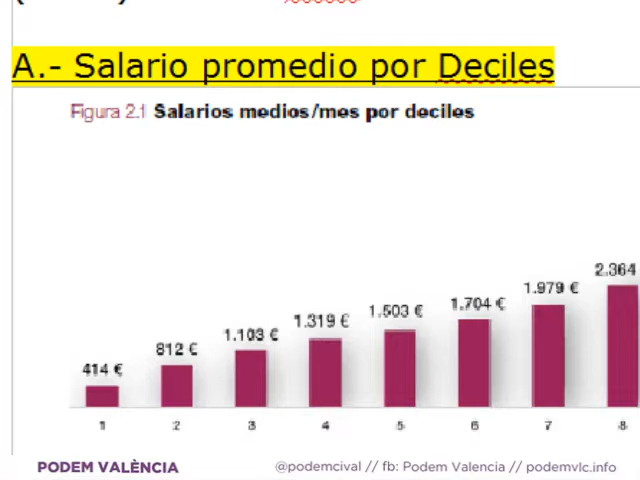 A.- Salario promedio por Deciles
Figura 2.1 Salarios medios/mes por deciles
2.364
1.979 €
1.704 €
1.503 €
1.319 €
1.103 €
812 €
414 €
1 2 3 4 5 6 7 8
PODEM VALÈNCIA @podemcival // fb: Podem Valencia // podemvlc.info